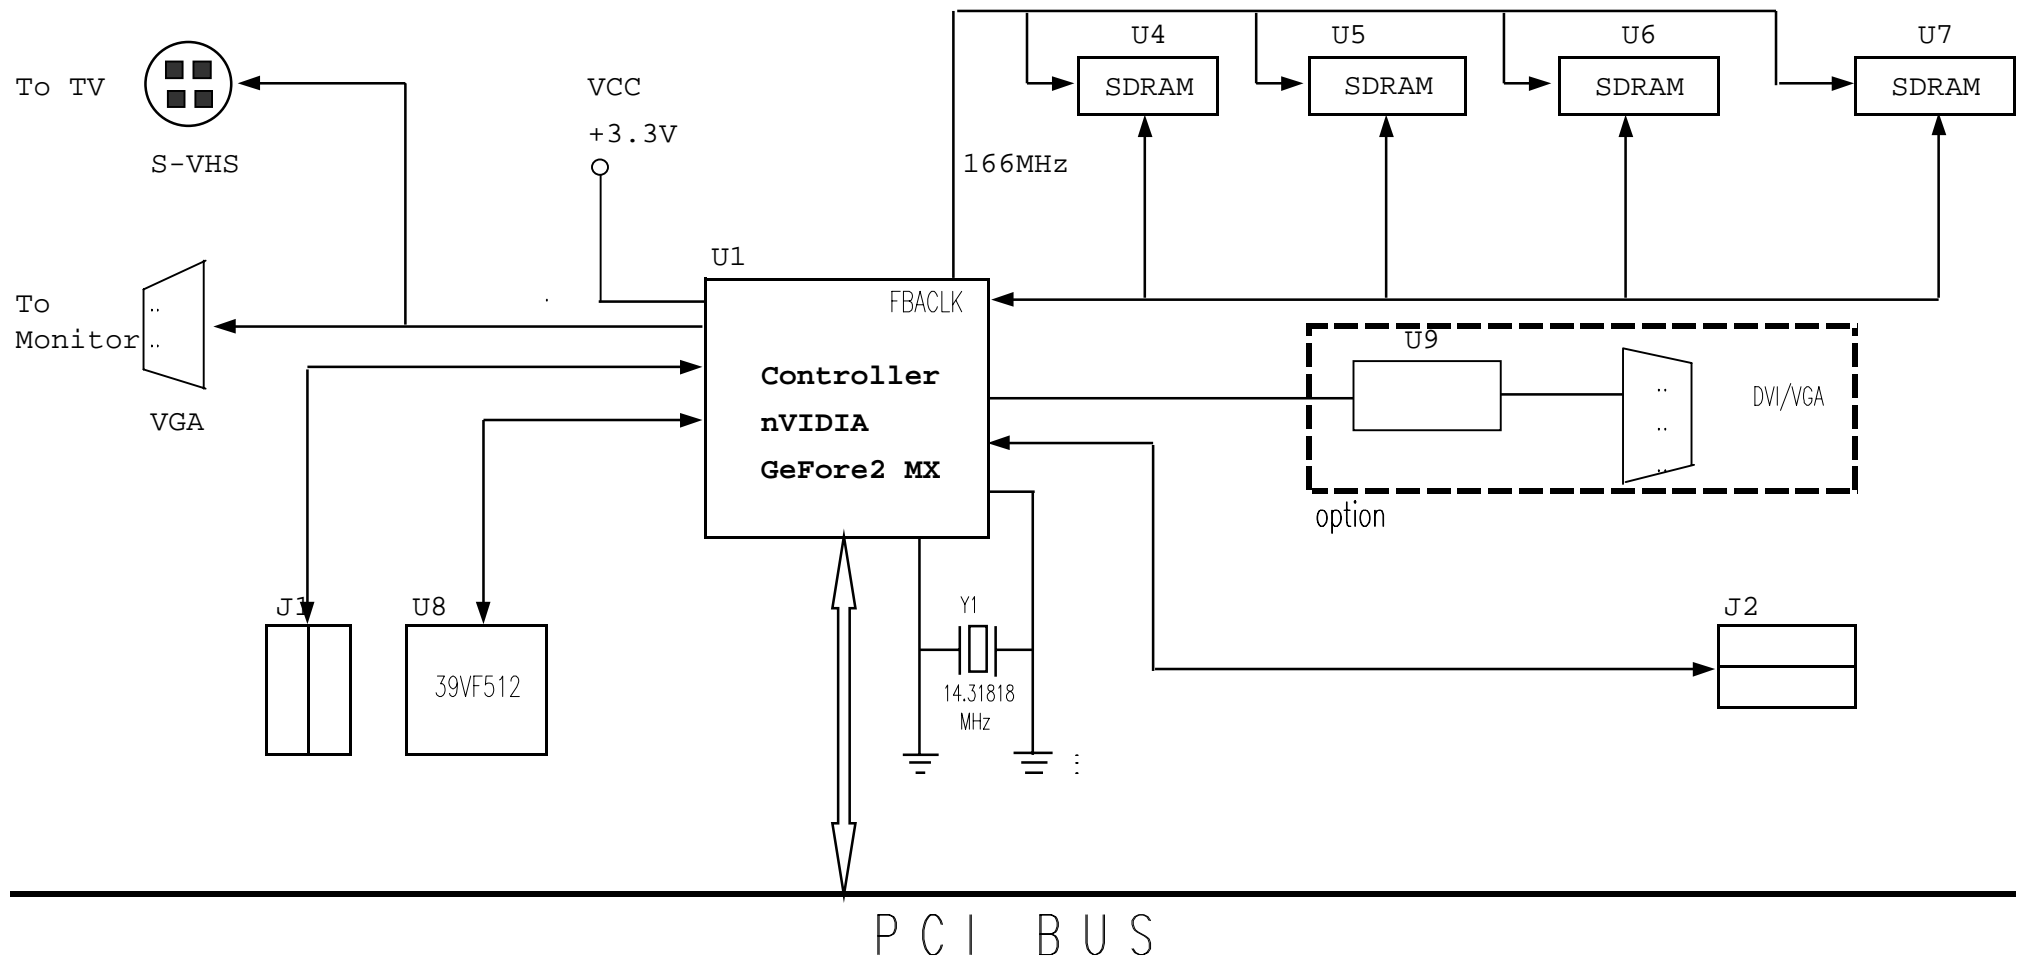 U4
U5
U6
U7
To TV
VCC
SDRAM
SDRAM
SDRAM
SDRAM
+3.3V
S-VHS
166MHz
U1
To
Monitor
FBACLK
U9
Controller
nVIDIA
GeFore2 MX
DVI/VGA
VGA
option
J1
U8
Y1
J2
39VF512
14.31818
MHz
PCI BUS